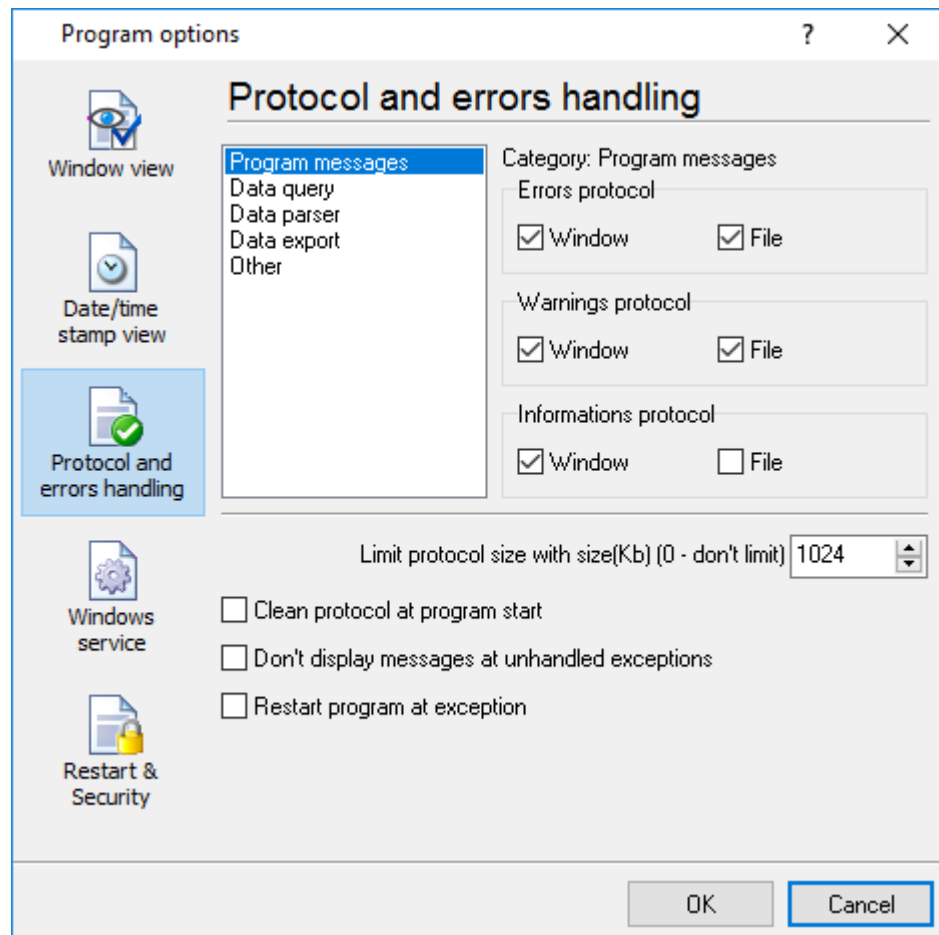 Program options
?
Window view
Date/time
stamp view
Protocol and
errors handling
Windows
service
Restart &
Security
Protocol and errors handling
Program messages
Data query
Data parser
Data export
Other
Category: Program messages
Errors protocol
Window File
Warnings protocol
Window File
Informations protocol
Window File
Limit protocol size with size(Kb) (0 - don't limit) 1024
Clean protocol at program start
Don't display messages at unhandled exceptions
Restart program at exception
OK Cancel